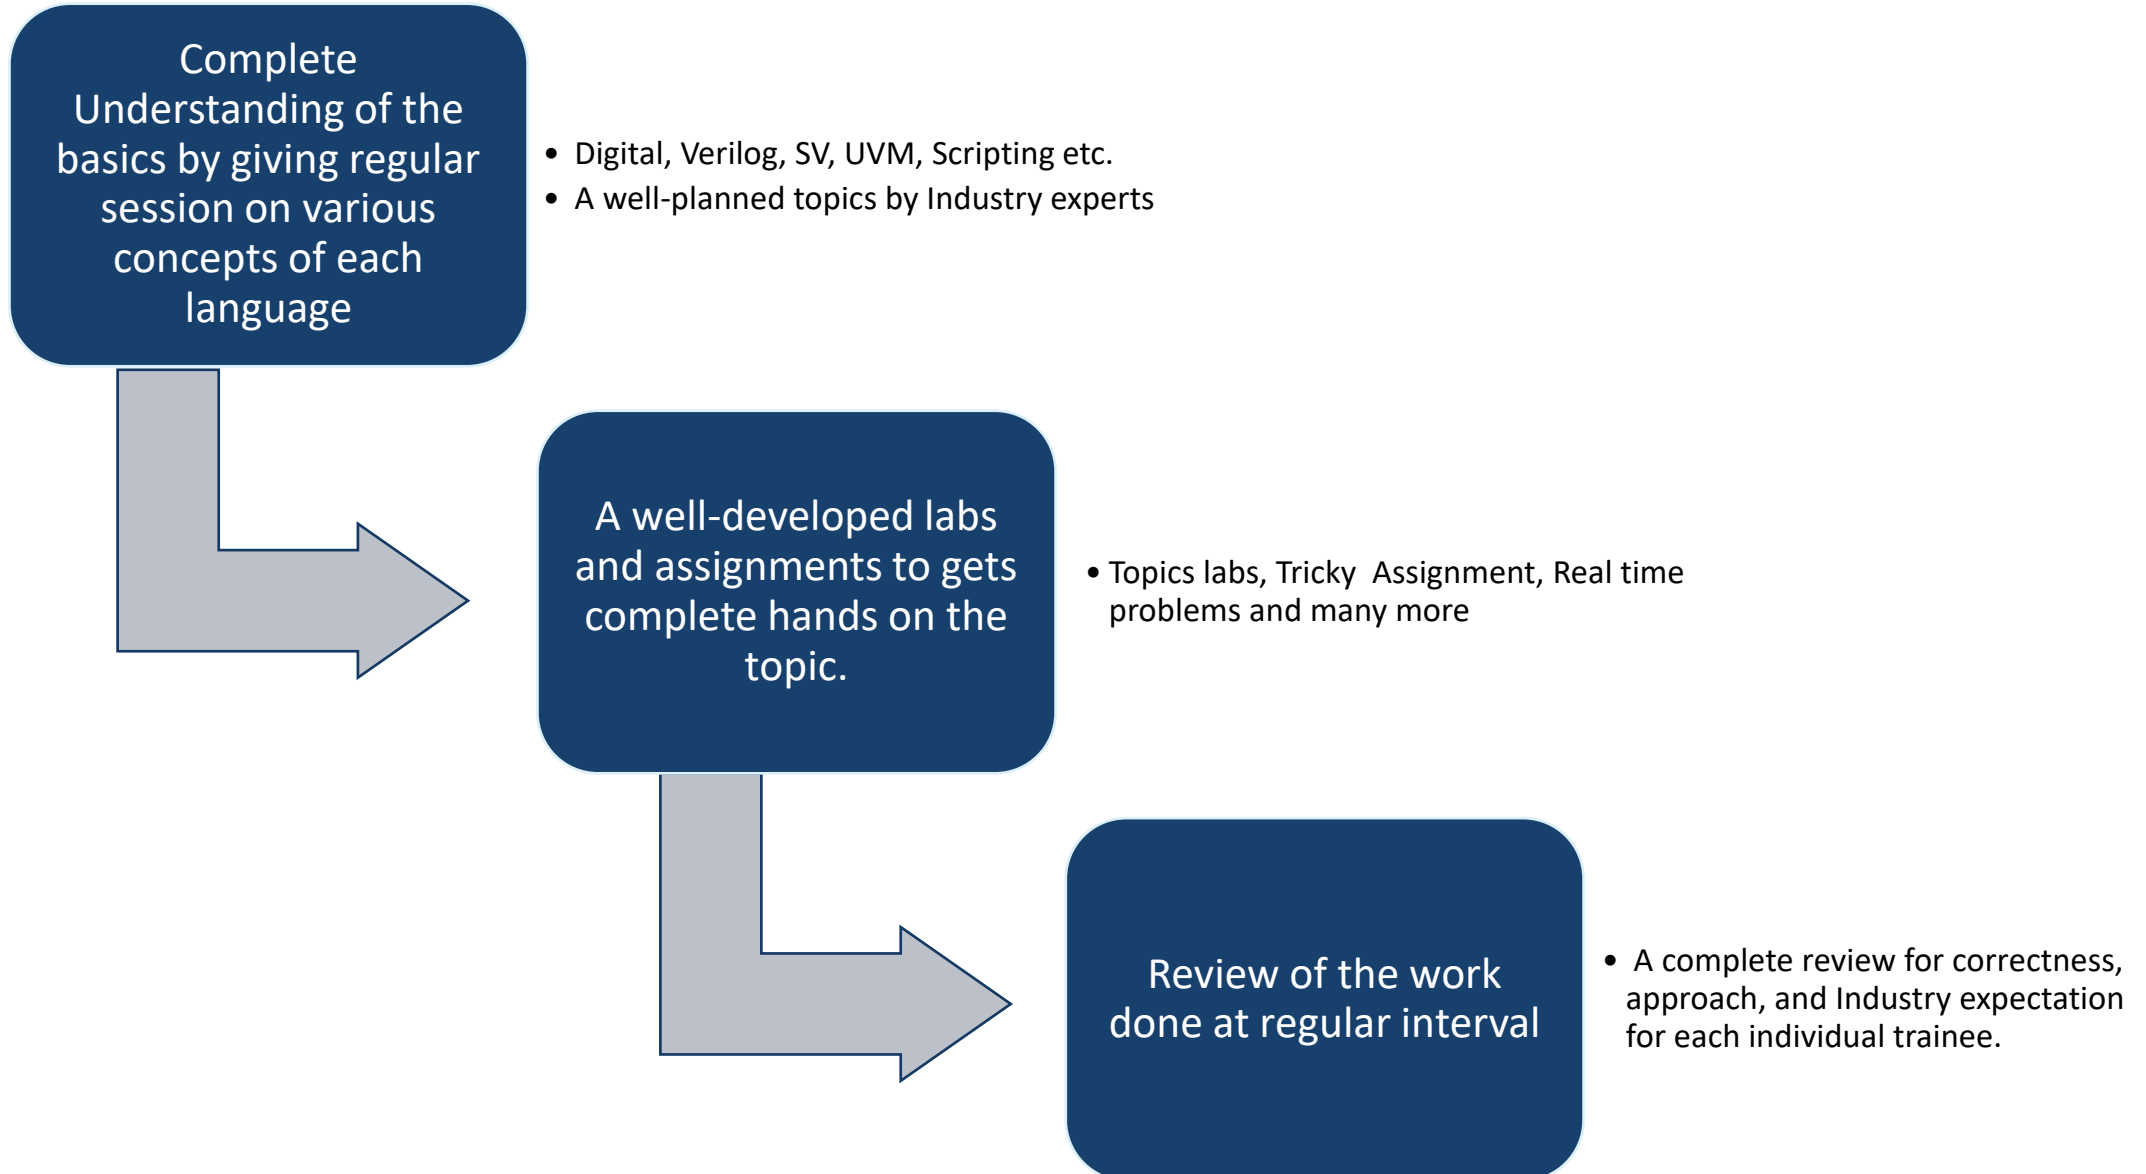 Complete
Understanding of the
basics by giving regular
session on various
concepts of each
language
• Digital, Verilog, SV, UVM, Scripting etc.
• A well-planned topics by Industry experts
A well-developed labs
and assignments to gets
complete hands on the
topic.
• Topics labs, Tricky  Assignment, Real time
problems and many more
Review of the work
done at regular interval
• A complete review for correctness,
approach, and Industry expectation
for each individual trainee.